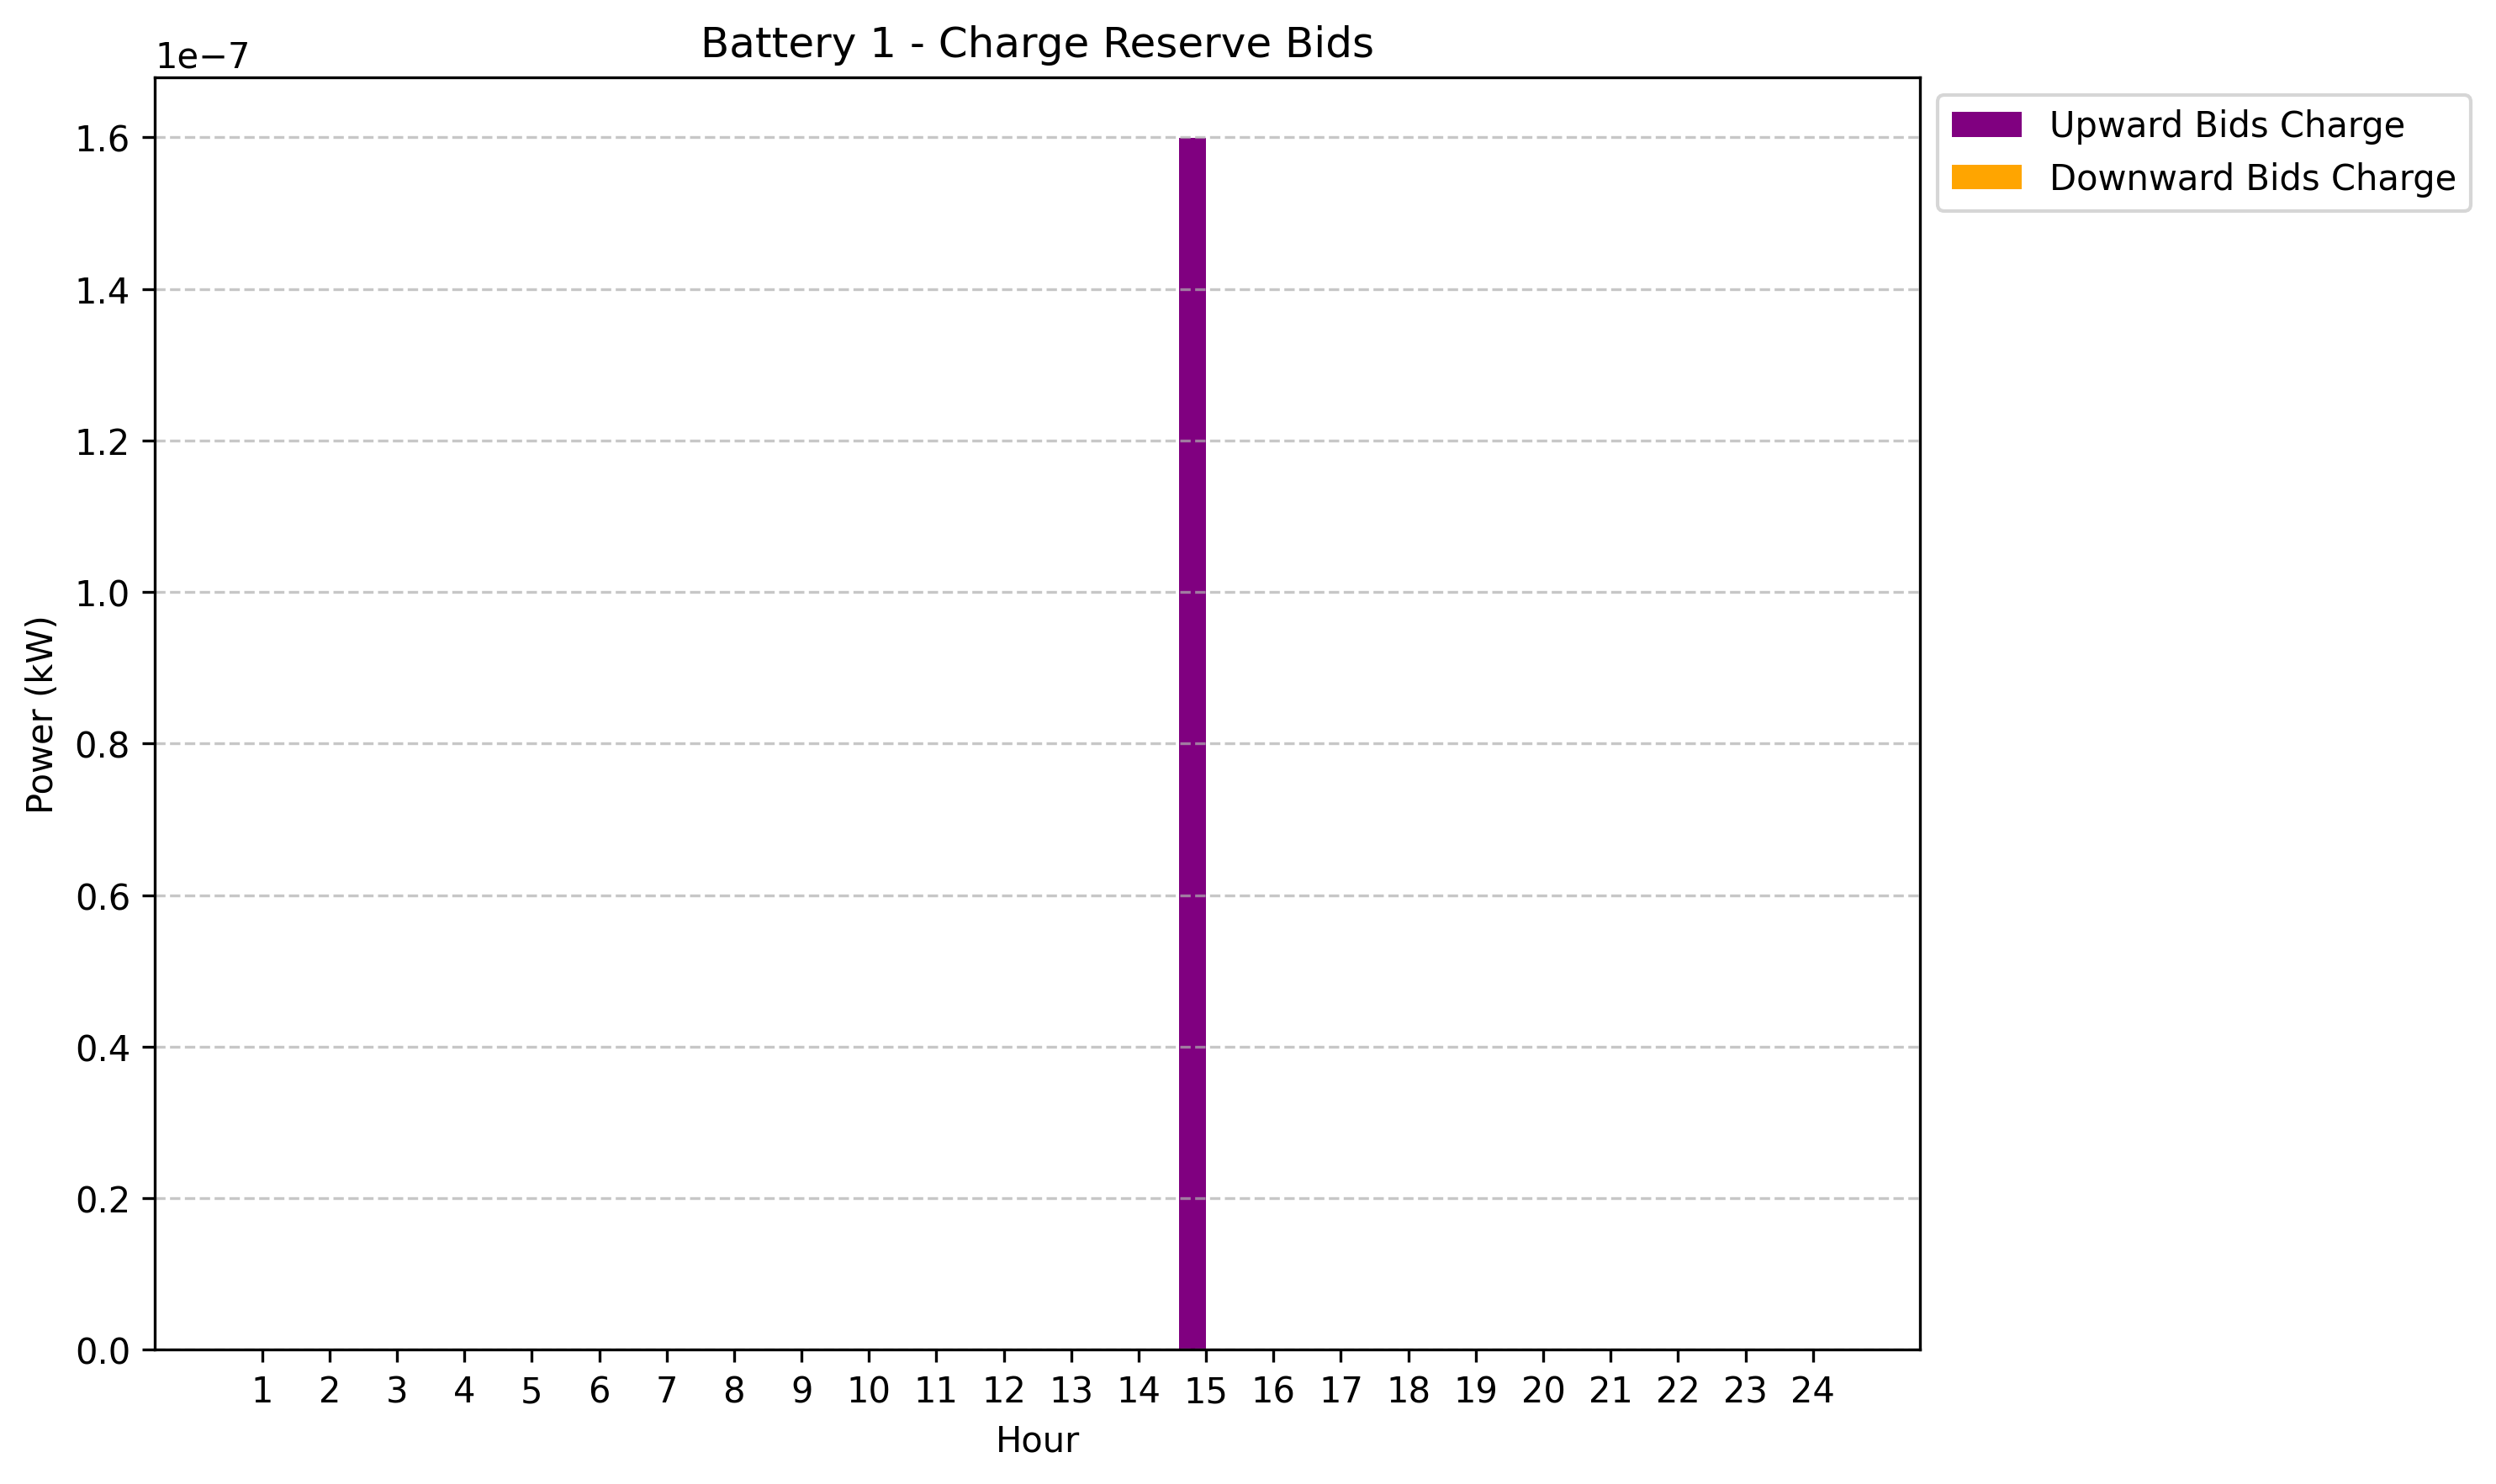 Battery 1 - Charge Reserve Bids
1e−7
Upward Bids Charge
Downward Bids Charge
1.6
1.4
1.2
1.0
0.8
0.6
0.4
0.2
0.0
Power (kW)
1 2 3 4 5 6 7 8 9 10 11 12 13 14 15 16 17 18 19 20 21 22 23 24
Hour